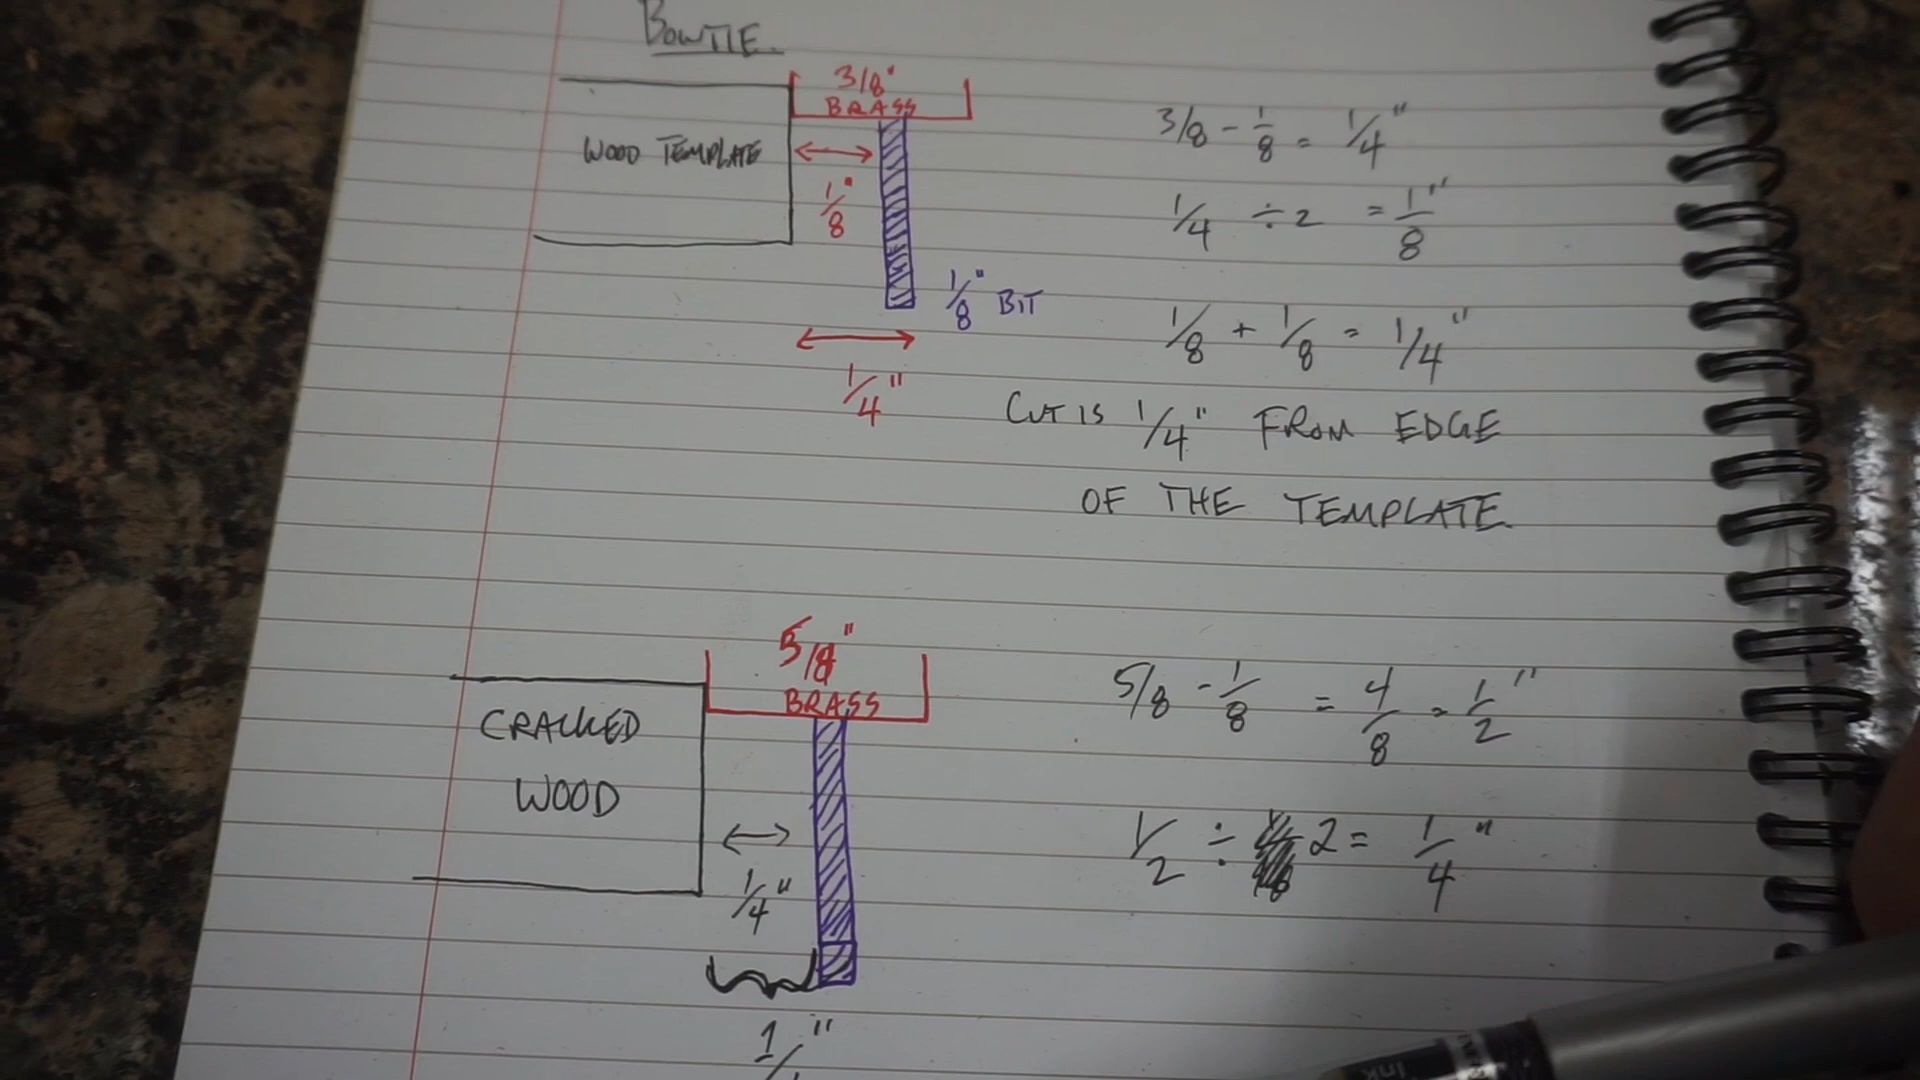 BOWTIE
3/8"
BRASS
WOOD TEMPLATE
1/8"
1/8" BIT
1/4"
3/8 - 1/8 = 1/4"
1/4 ÷ 2 = 1/8"
1/8 + 1/8 = 1/4"
CUT IS 1/4" FROM EDGE
OF THE TEMPLATE.
5/8"
BRASS
CRACKED
WOOD
1/4"
5/8 - 1/8 = 4/8 = 1/2"
1/2 ÷ 2 = 1/4"
ink